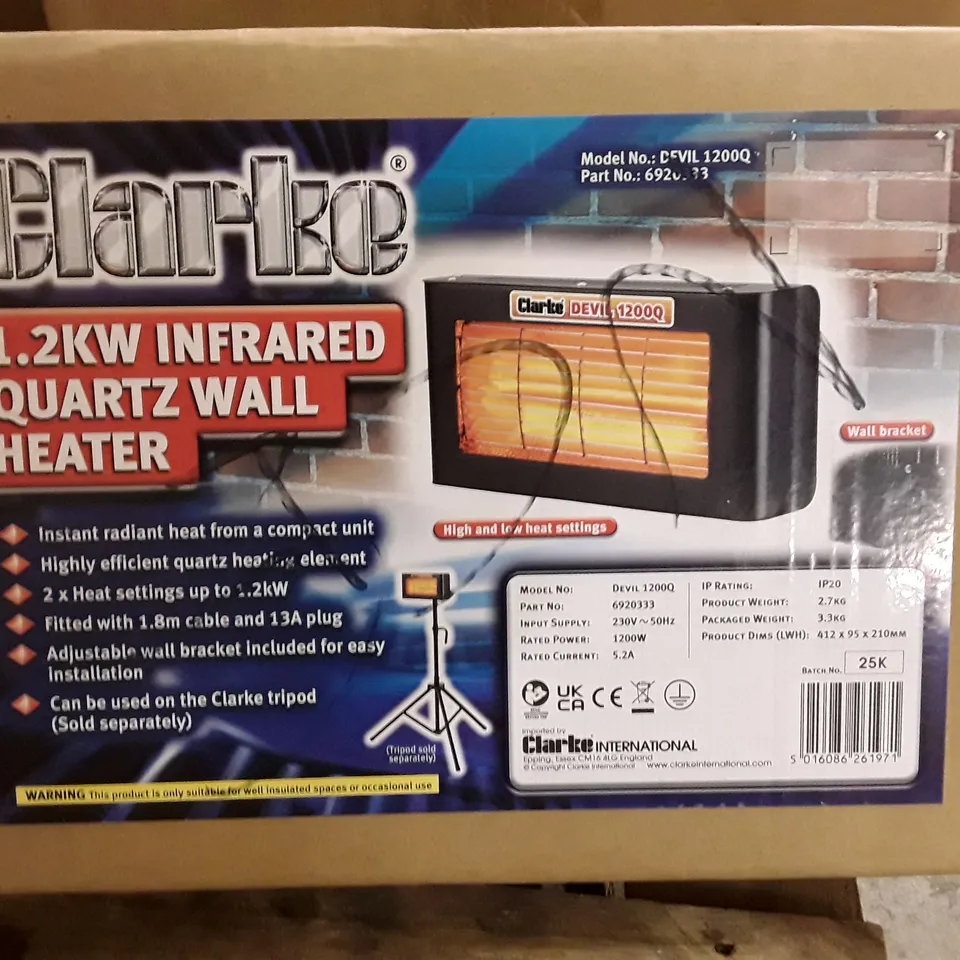 Clarke®
Model No.: DEVIL 1200Q
Part No.:
1.2KW INFRARED
QUARTZ WALL
HEATER
Clarke DEVIL 1200Q
Wall bracket
High and low heat settings
Instant radiant heat from a compact unit
Highly efficient quartz heating element
2 x Heat settings up to 1.2kW
Fitted with 1.8m cable and 13A plug
Adjustable wall bracket included for easy
installation
Can be used on the Clarke tripod
(Sold separately)
(Tripod sold
separately)
WARNING This product is only suitable for well insulated spaces or occasional use
MODEL NO: DEVIL 1200Q
PART NO: 6920333
INPUT SUPPLY: 230V ~ 50Hz
RATED POWER: 1200W
RATED CURRENT: 5.2A
IP RATING: IP20
PRODUCT WEIGHT: 2.7KG
PACKAGED WEIGHT: 3.3KG
PRODUCT DIMS (LWH): 412 x 95 x 210MM
BATCH NO. 25K
UK
CA
CE
Imported by
Clarke INTERNATIONAL
Epping, Essex CM16 4LG England
© Copyright Clarke International www.clarkeinternational.com
5 016086 261971